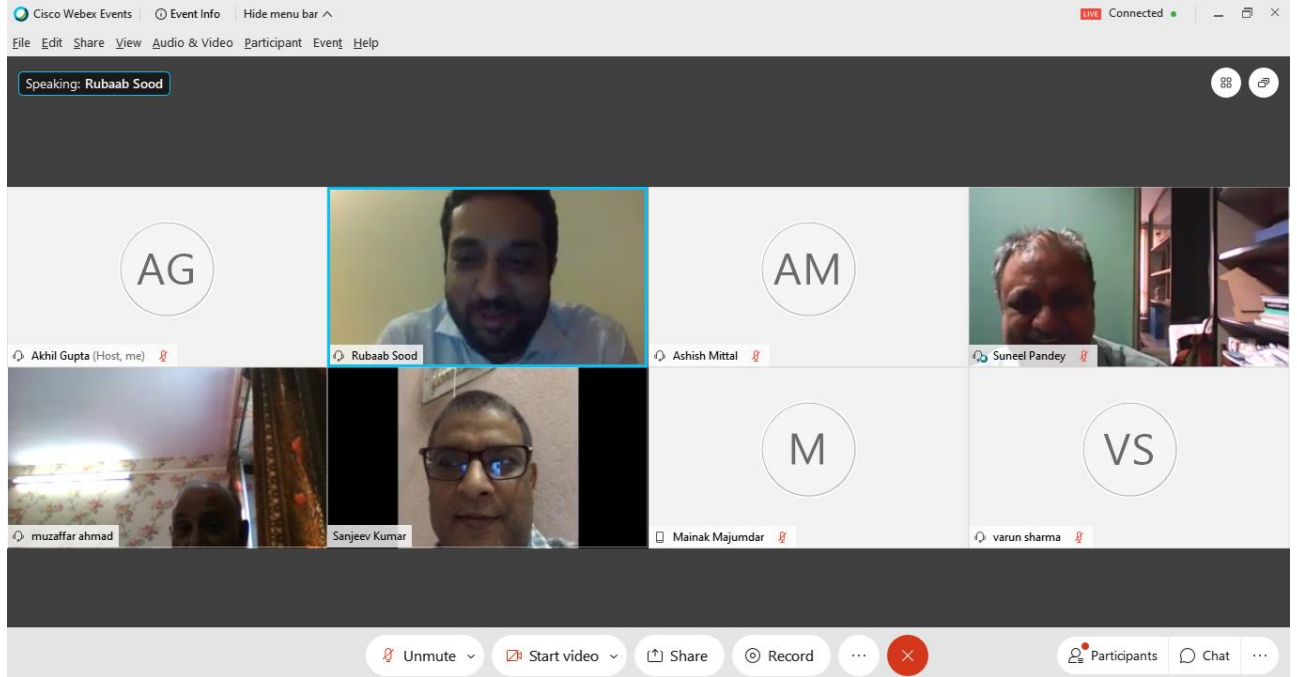 Cisco Webex Events Event Info Hide menu bar
LIVE Connected
File Edit Share View Audio & Video Participant Event Help
Speaking: Rubaab Sood
AG
AM
Akhil Gupta (Host, me)
Rubaab Sood
Ashish Mittal
Suneel Pandey
M
VS
muzaffar ahmad
Sanjeev Kumar
Mainak Majumdar
varun sharma
Unmute Start video Share Record ... Participants Chat ...